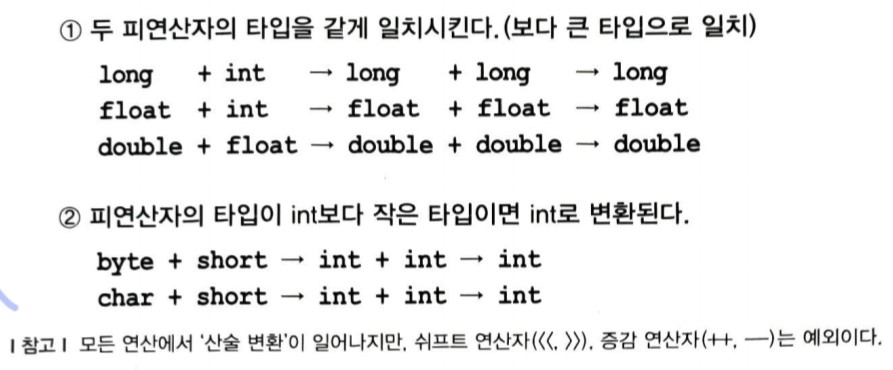 ① 두 피연산자의 타입을 같게 일치시킨다.(보다 큰 타입으로 일치)
long + int → long + long → long
float + int → float + float → float
double + float → double + double → double
② 피연산자의 타입이 int보다 작은 타입이면 int로 변환된다.
byte + short → int + int → int
char + short → int + int → int
| 참고 | 모든 연산에서 '산술 변환'이 일어나지만, 쉬프트 연산자(<<, >>), 증감 연산자(++, ―)는 예외이다.